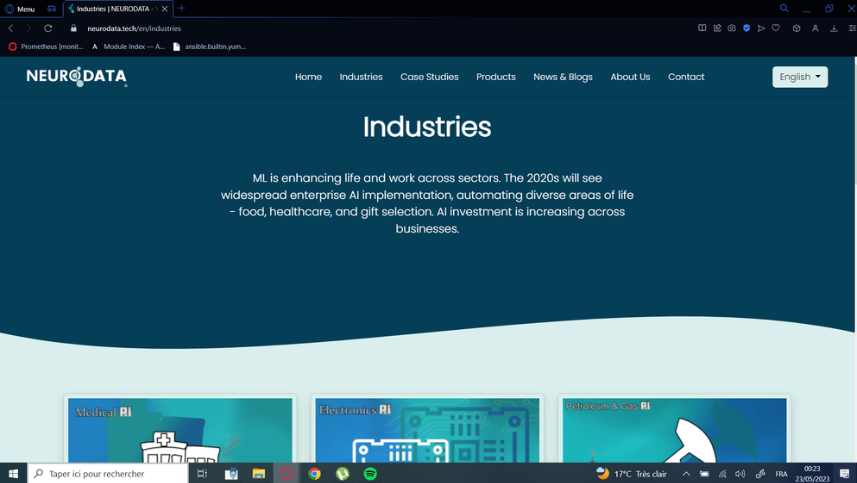 Menu
Industries | NEURODATA -
neurodata.tech/en/industries
Prometheus [monit...
Module Index — A...
ansible.builtin.yum...
NEURODATA
Home
Industries
Case Studies
Products
News & Blogs
About Us
Contact
English
Industries
ML is enhancing life and work across sectors. The 2020s will see
widespread enterprise AI implementation, automating diverse areas of life
- food, healthcare, and gift selection. AI investment is increasing across
businesses.
Medical AI
Electronics AI
Petroleum & Gas AI
Taper ici pour rechercher
17°C Très clair
FRA
00:23
23/05/2023